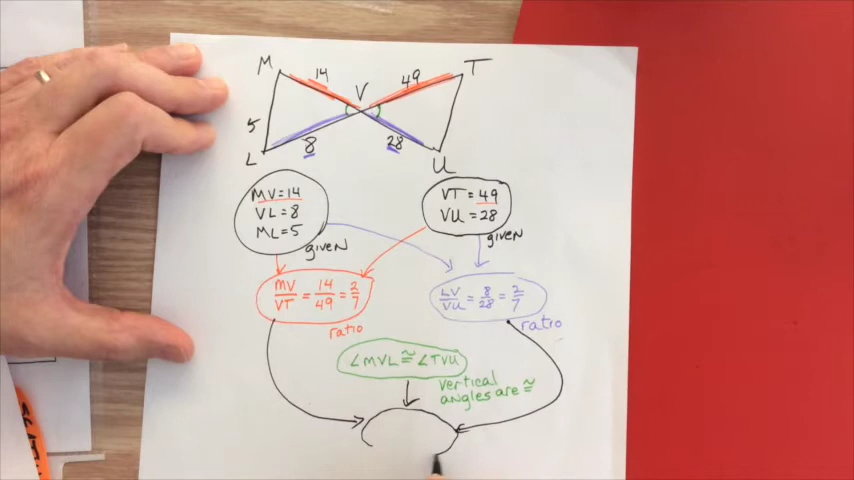 M
14
49
T
V
5
L
8
28
U
MV=14
VL=8
ML=5
given
VT=49
VU=28
given
MV/VT = 14/49 = 2/7
ratio
LV/VU = 8/28 = 2/7
ratio
∠MVL ≅ ∠TVU
vertical
angles are ≅